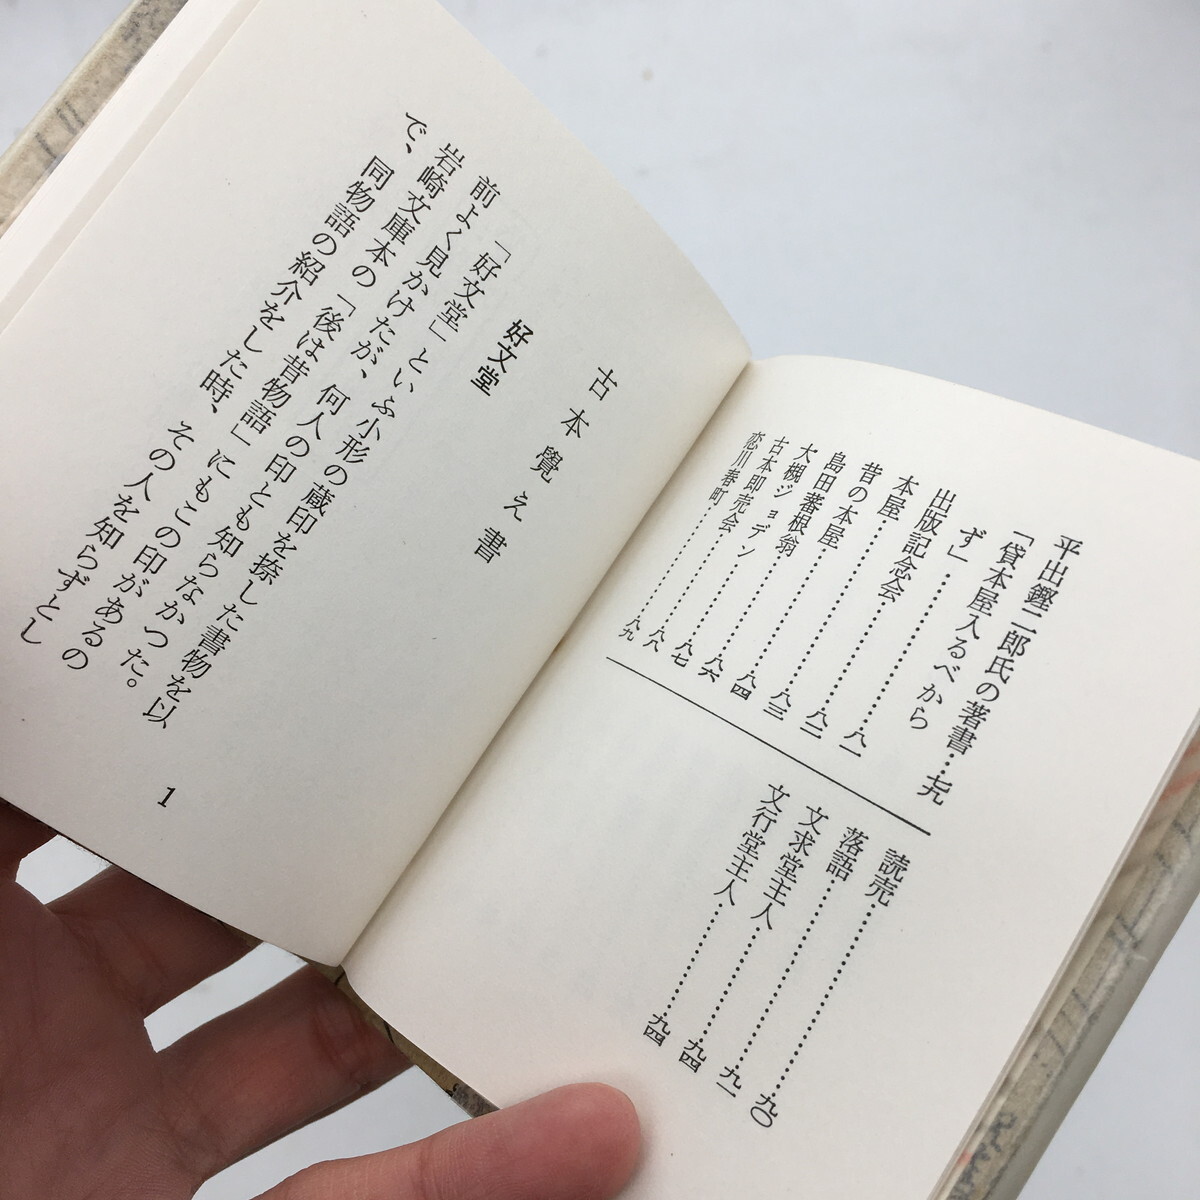 平出鏗二郎氏の著書…七九
「貸本屋入るべから
ず」…………八一
出版記念会…………八二
本屋…………八三
昔の本屋…………八四
島田蕃根翁…………八六
大槻ジョデン…………八七
古本即売会…………八八
恋川春町…………八九
読売…………九〇
落語…………九一
文求堂主人…………九四
文行堂主人…………九四
古本覺え書
好文堂
「好文堂」といふ小形の蔵印を捺した書物を以
前よく見かけたが、何人の印とも知らなかつた。
岩崎文庫本の「後は昔物語」にもこの印があるの
で、同物語の紹介をした時、その人を知らずとし
1